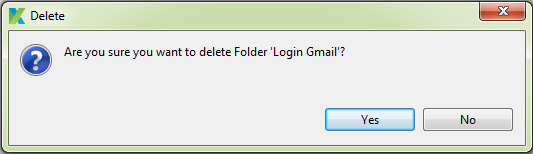 Delete
Are you sure you want to delete Folder 'Login Gmail'?
Yes No